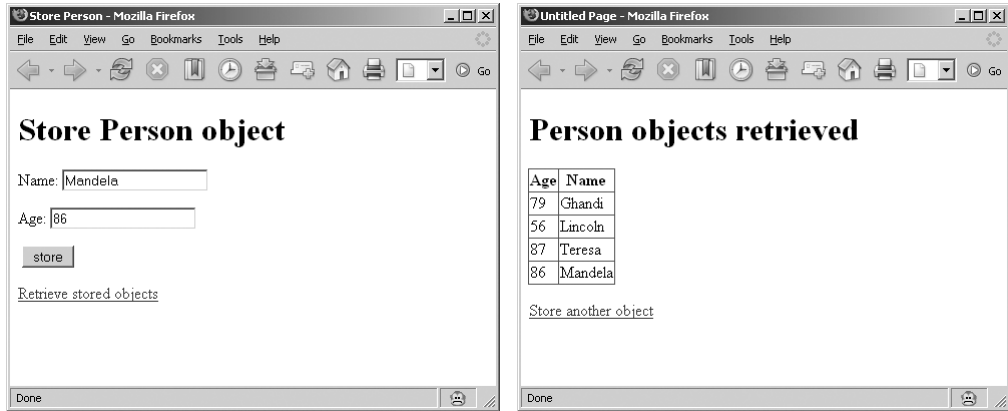 Store Person - Mozilla Firefox
File Edit View Go Bookmarks Tools Help
Go
Store Person object
Name: Mandela
Age: 86
store
Retrieve stored objects
Done
Untitled Page - Mozilla Firefox
File Edit View Go Bookmarks Tools Help
Go
Person objects retrieved
Age Name
79 Ghandi
56 Lincoln
87 Teresa
86 Mandela
Store another object
Done